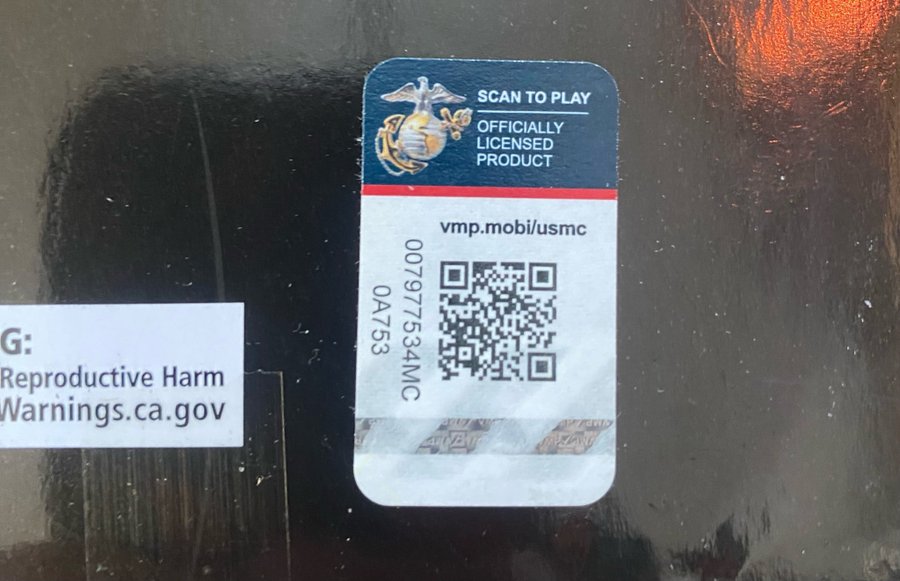 SCAN TO PLAY
OFFICIALLY
LICENSED
PRODUCT
vmp.mobi/usmc
007977534MC
0A753
G:
Reproductive Harm
Warnings.ca.gov